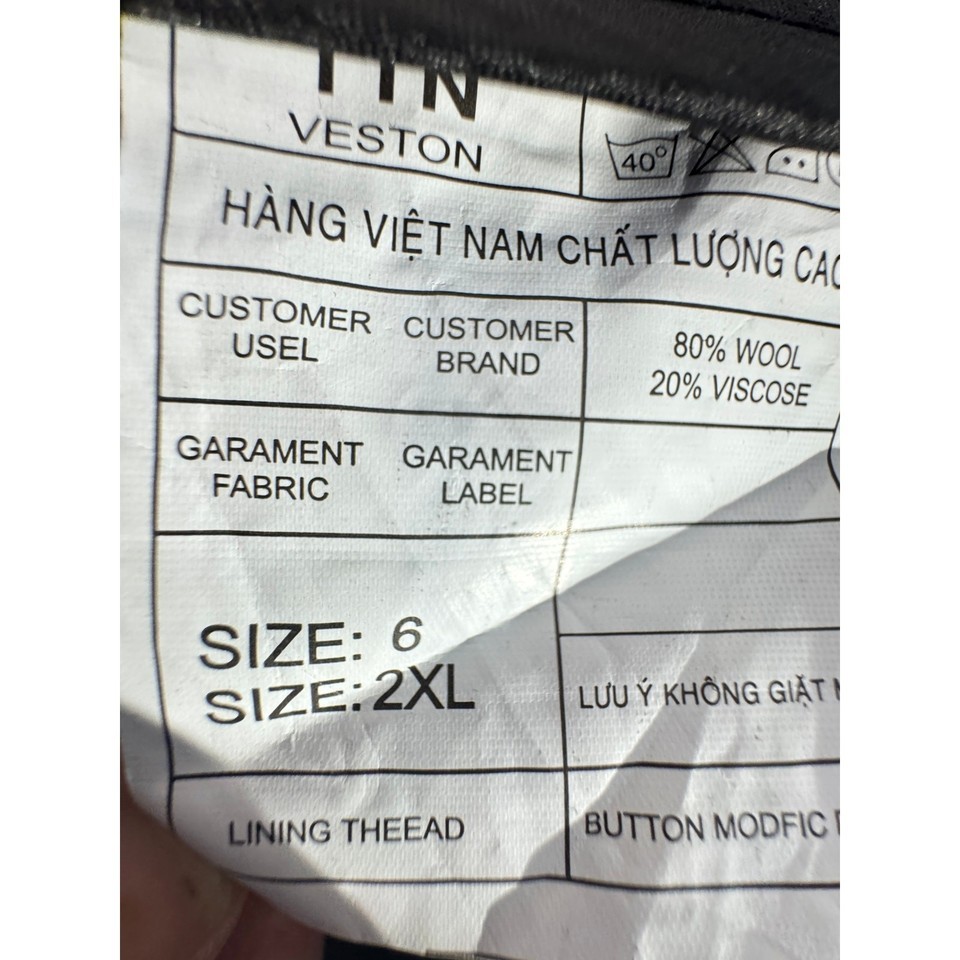 VESTON
40°
HÀNG VIỆT NAM CHẤT LƯỢNG
CUSTOMER USEL
CUSTOMER BRAND
80% WOOL
20% VISCOSE
GARAMENT FABRIC
GARAMENT LABEL
SIZE: 6
SIZE: 2XL
LƯU Ý KHÔNG GIẶT
LINING THEEAD
BUTTON MODFIC